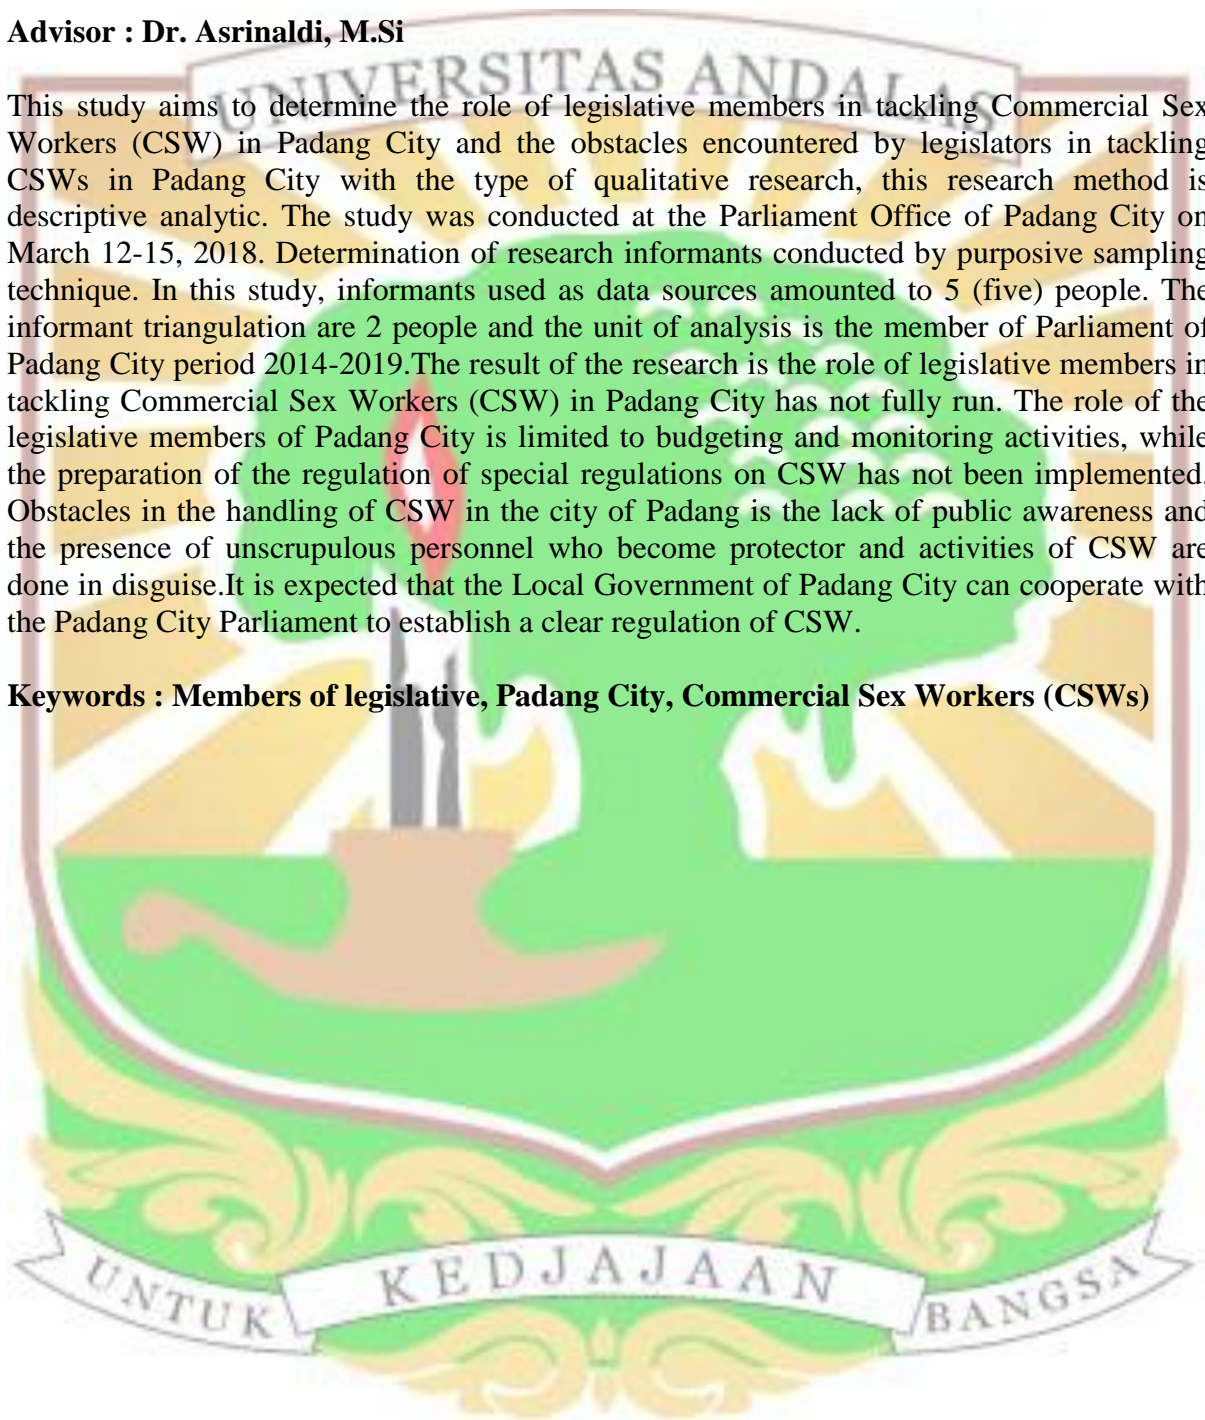 Advisor : Dr. Asrinaldi, M.Si
UNIVERSITAS ANDALAS
This study aims to determine the role of legislative members in tackling Commercial Sex
Workers (CSW) in Padang City and the obstacles encountered by legislators in tackling
CSWs in Padang City with the type of qualitative research, this research method is
descriptive analytic. The study was conducted at the Parliament Office of Padang City on
March 12-15, 2018. Determination of research informants conducted by purposive sampling
technique. In this study, informants used as data sources amounted to 5 (five) people. The
informant triangulation are 2 people and the unit of analysis is the member of Parliament of
Padang City period 2014-2019.The result of the research is the role of legislative members in
tackling Commercial Sex Workers (CSW) in Padang City has not fully run. The role of the
legislative members of Padang City is limited to budgeting and monitoring activities, while
the preparation of the regulation of special regulations on CSW has not been implemented.
Obstacles in the handling of CSW in the city of Padang is the lack of public awareness and
the presence of unscrupulous personnel who become protector and activities of CSW are
done in disguise.It is expected that the Local Government of Padang City can cooperate with
the Padang City Parliament to establish a clear regulation of CSW.
Keywords : Members of legislative, Padang City, Commercial Sex Workers (CSWs)
UNTUK KEDJAJAAN BANGSA